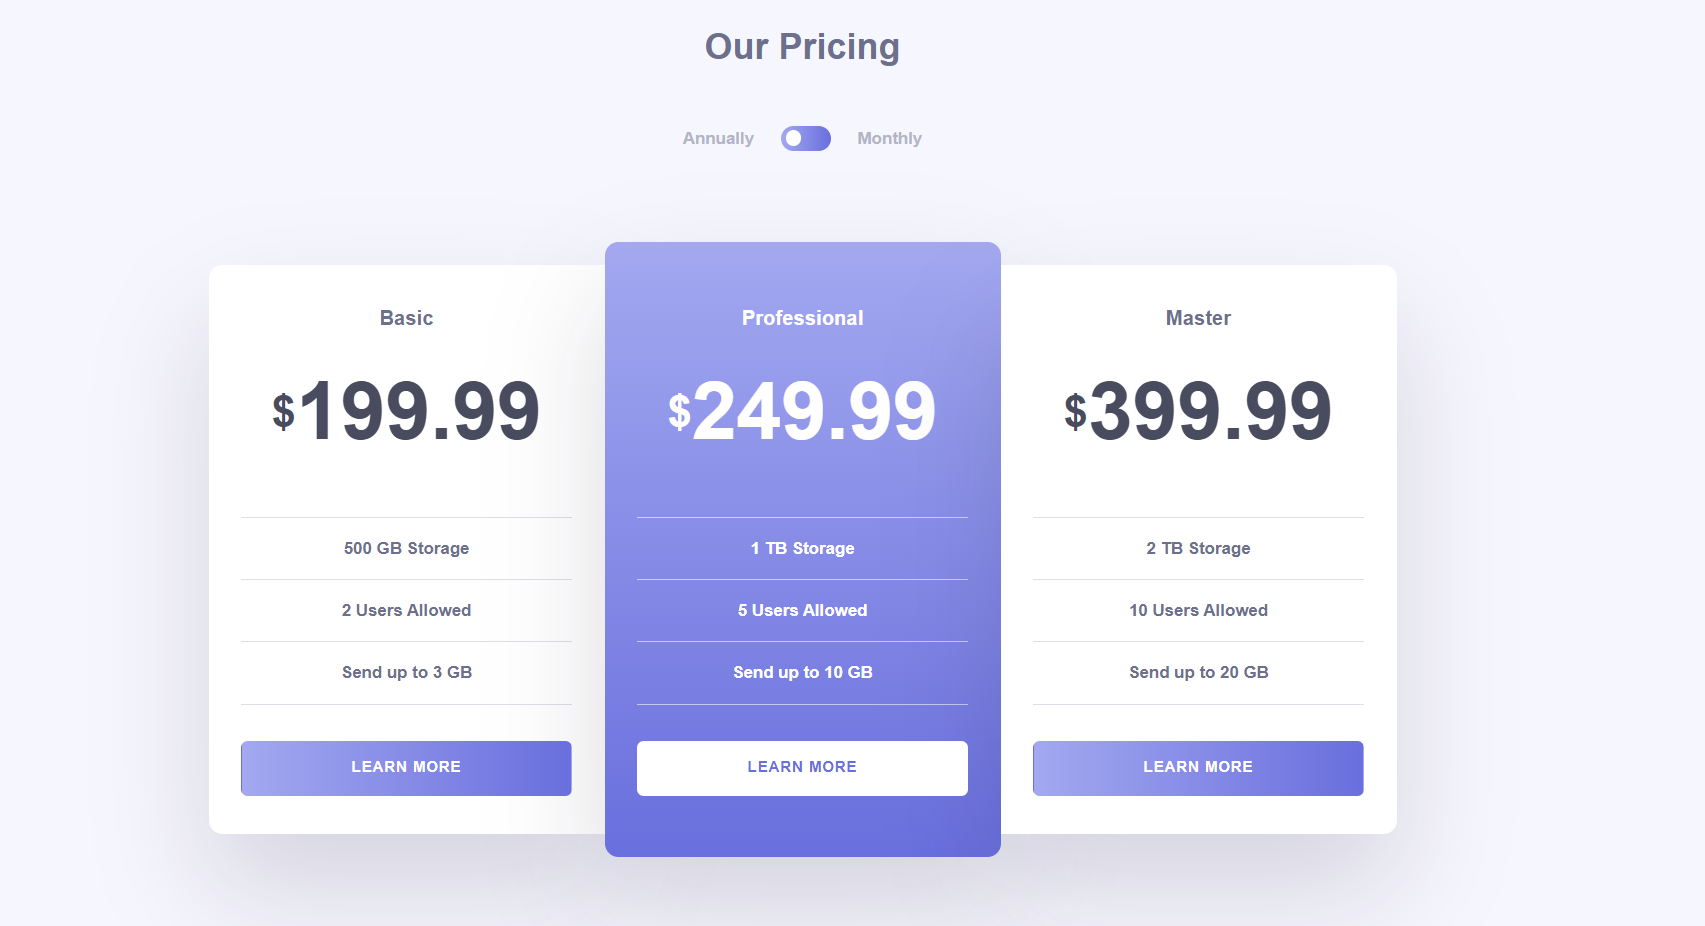 Our Pricing
Annually Monthly
Basic
$199.99
500 GB Storage
2 Users Allowed
Send up to 3 GB
LEARN MORE
Professional
$249.99
1 TB Storage
5 Users Allowed
Send up to 10 GB
LEARN MORE
Master
$399.99
2 TB Storage
10 Users Allowed
Send up to 20 GB
LEARN MORE